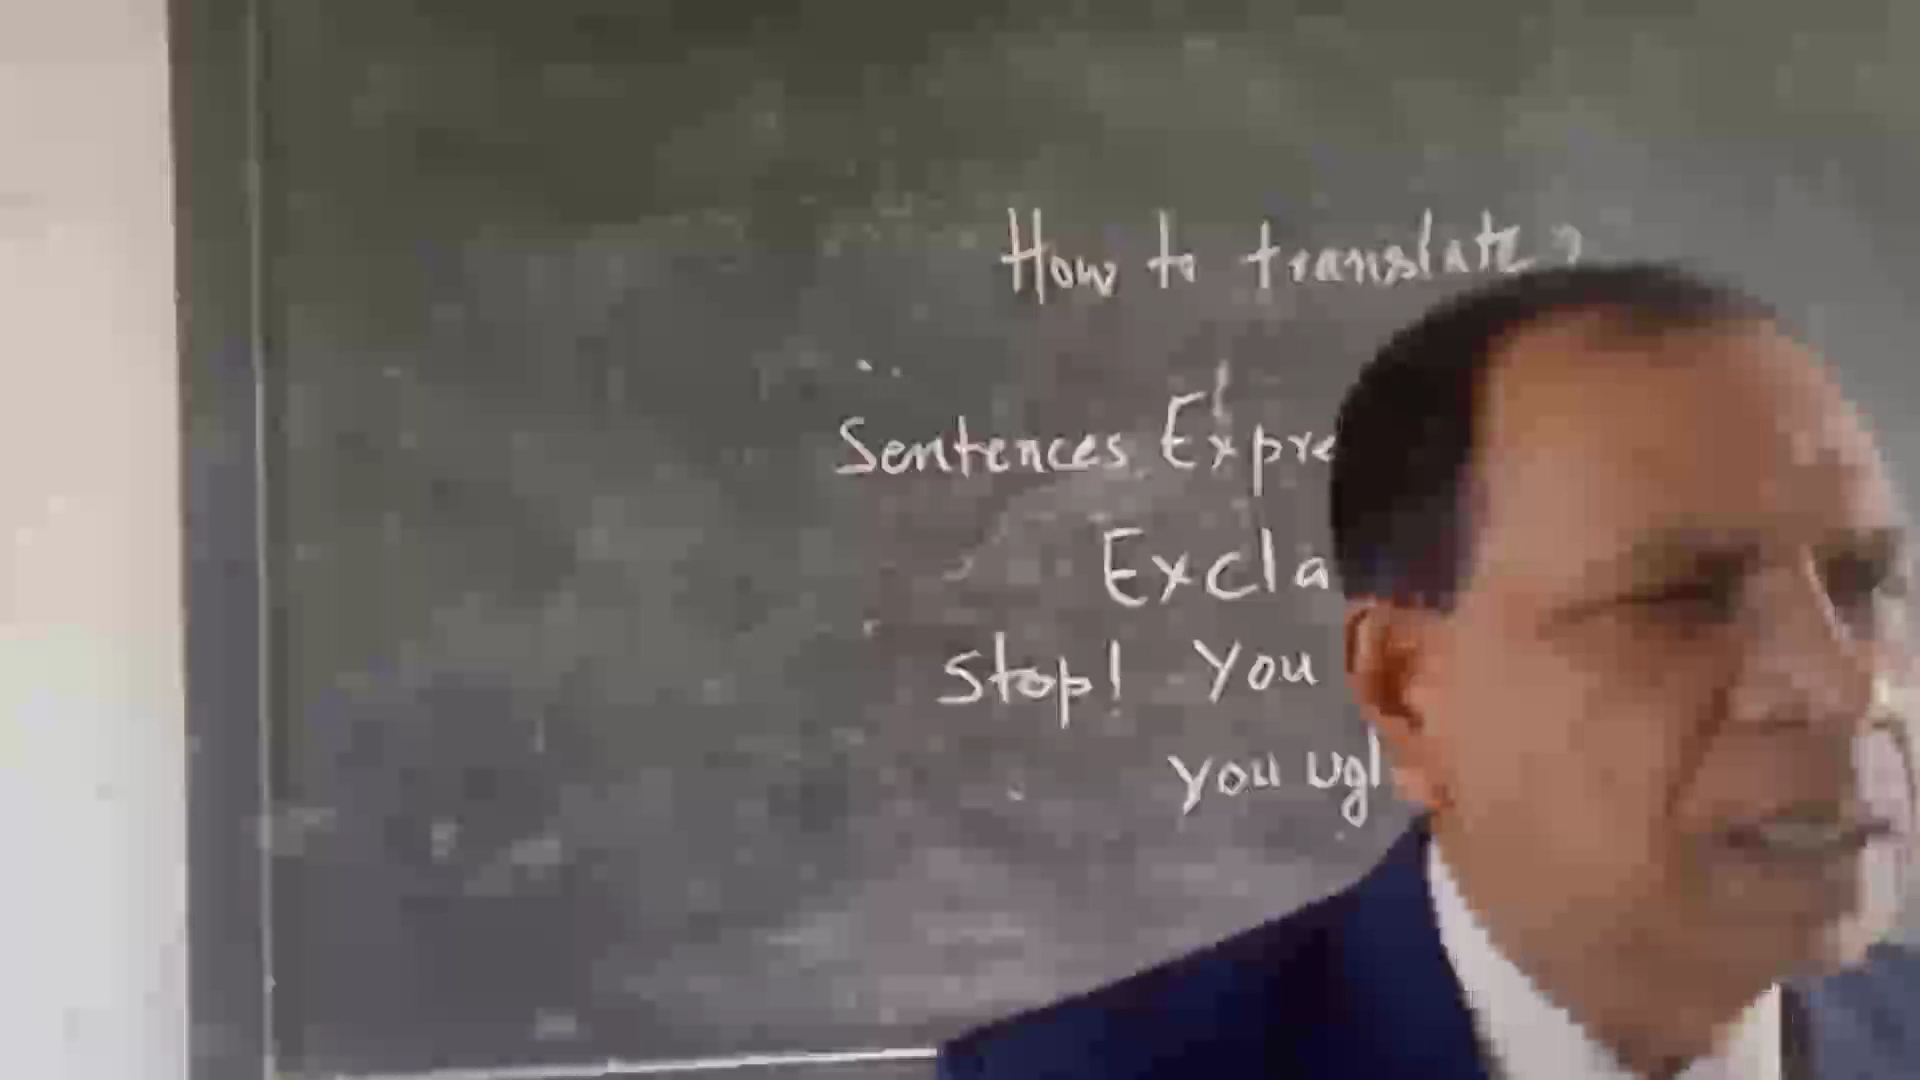 How to translate
Sentences Expre
Excla
Stop! You
you ugl